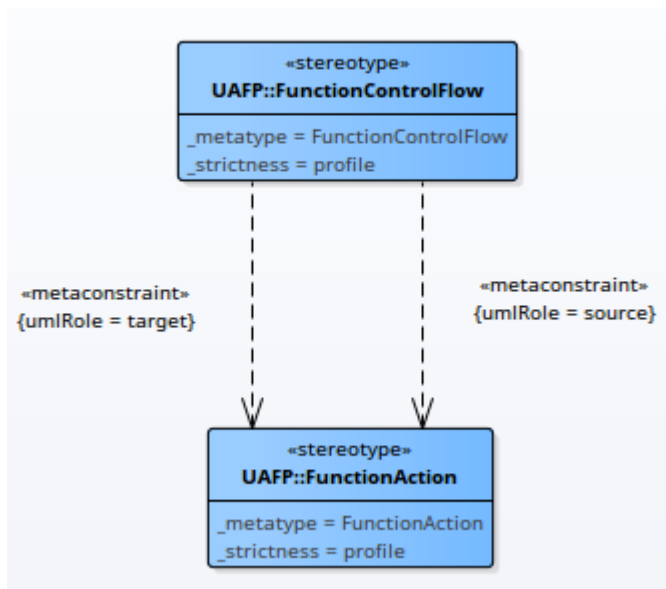 «stereotype»
UAFP::FunctionControlFlow
_metatype = FunctionControlFlow
_strictness = profile
«metaconstraint»
{umlRole = target}
«metaconstraint»
{umlRole = source}
«stereotype»
UAFP::FunctionAction
_metatype = FunctionAction
_strictness = profile